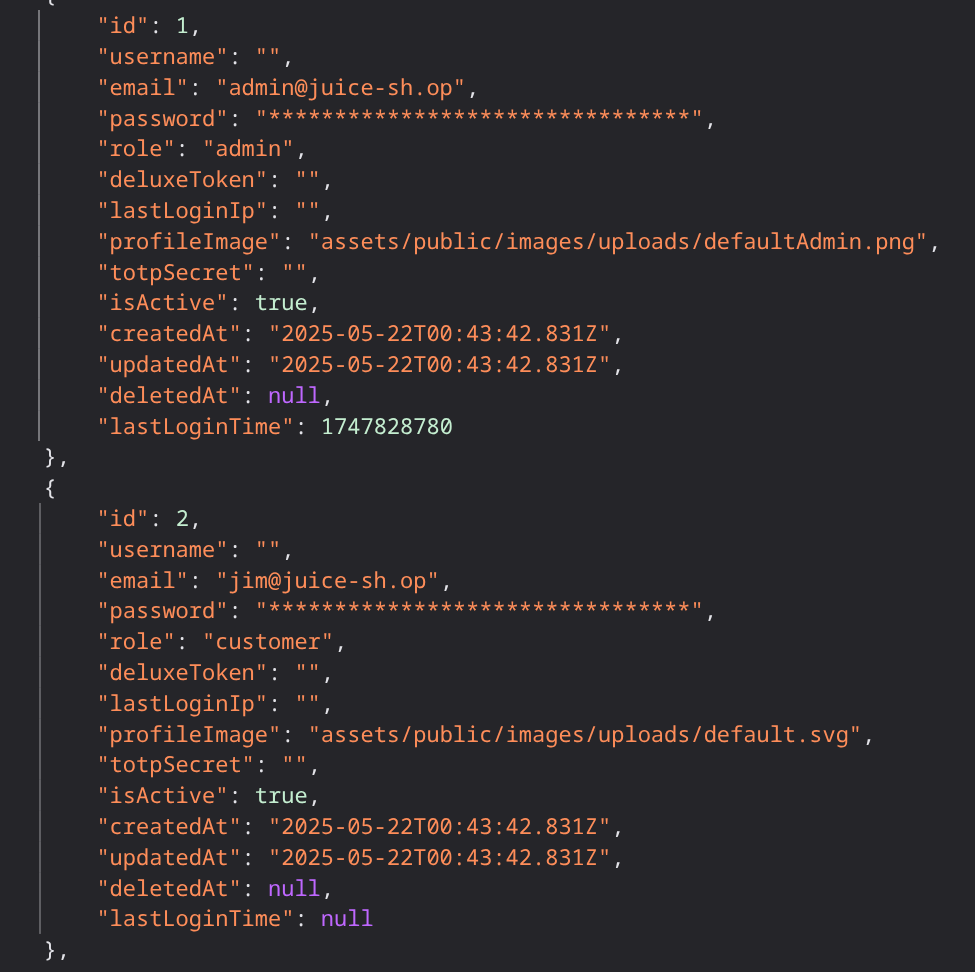 {
"id": 1,
"username": "",
"email": "admin@juice-sh.op",
"password": "********************************",
"role": "admin",
"deluxeToken": "",
"lastLoginIp": "",
"profileImage": "assets/public/images/uploads/defaultAdmin.png",
"totpSecret": "",
"isActive": true,
"createdAt": "2025-05-22T00:43:42.831Z",
"updatedAt": "2025-05-22T00:43:42.831Z",
"deletedAt": null,
"lastLoginTime": 1747828780
},
{
"id": 2,
"username": "",
"email": "jim@juice-sh.op",
"password": "********************************",
"role": "customer",
"deluxeToken": "",
"lastLoginIp": "",
"profileImage": "assets/public/images/uploads/default.svg",
"totpSecret": "",
"isActive": true,
"createdAt": "2025-05-22T00:43:42.831Z",
"updatedAt": "2025-05-22T00:43:42.831Z",
"deletedAt": null,
"lastLoginTime": null
},